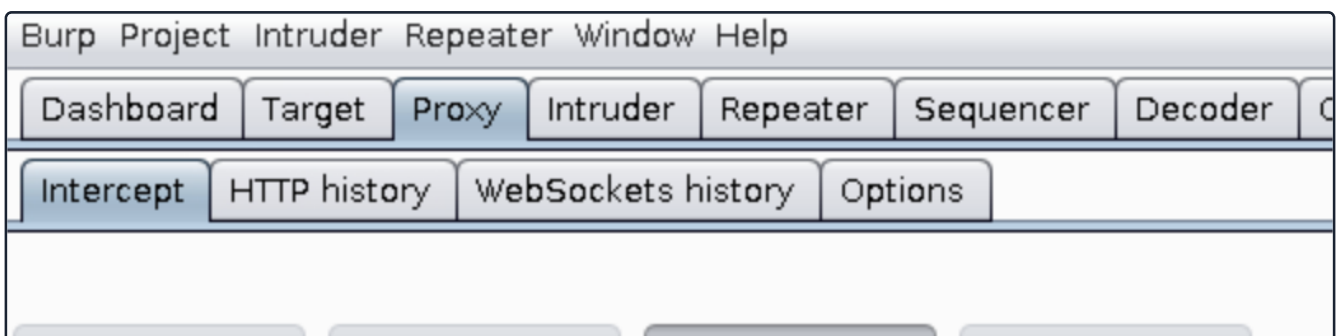 Burp Project Intruder Repeater Window Help
Dashboard Target Proxy Intruder Repeater Sequencer Decoder
Intercept HTTP history WebSockets history Options